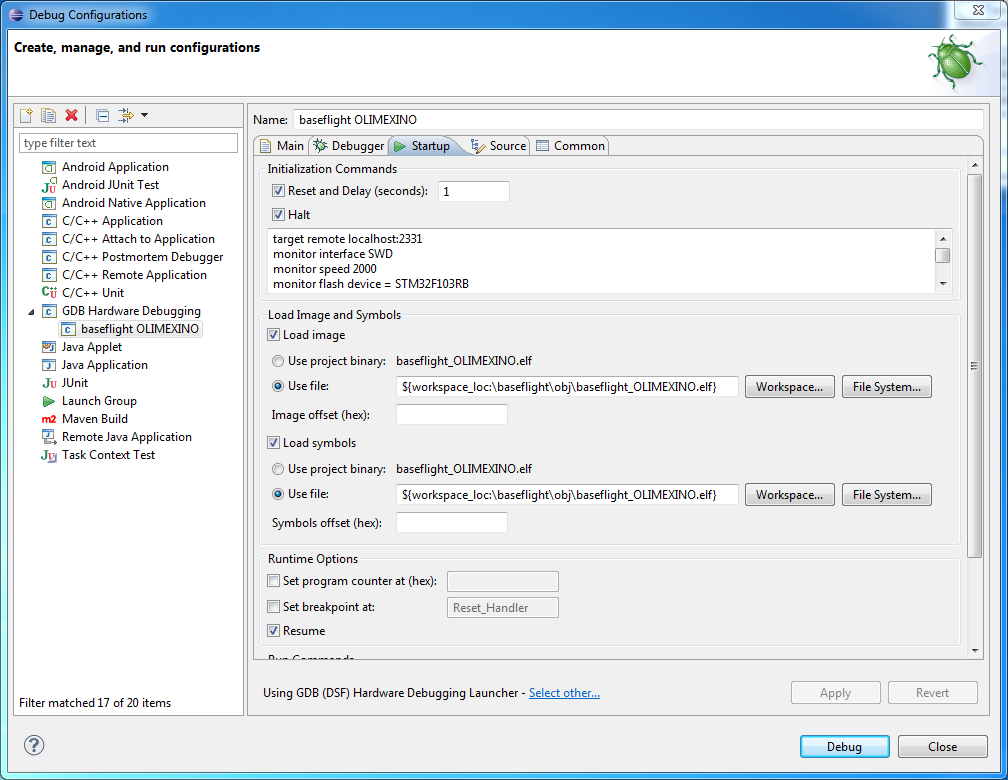 Debug Configurations
Create, manage, and run configurations
type filter text
Android Application
Android JUnit Test
Android Native Application
C/C++ Application
C/C++ Attach to Application
C/C++ Postmortem Debugger
C/C++ Remote Application
C/C++ Unit
GDB Hardware Debugging
baseflight OLIMEXINO
Java Applet
Java Application
JUnit
Launch Group
Maven Build
Remote Java Application
Task Context Test
Filter matched 17 of 20 items
Name: baseflight OLIMEXINO
Main Debugger Startup Source Common
Initialization Commands
Reset and Delay (seconds): 1
Halt
target remote localhost:2331
monitor interface SWD
monitor speed 2000
monitor flash device = STM32F103RB
Load Image and Symbols
Load image
Use project binary: baseflight_OLIMEXINO.elf
Use file: ${workspace_loc:\baseflight\obj\baseflight_OLIMEXINO.elf} Workspace... File System...
Image offset (hex):
Load symbols
Use project binary: baseflight_OLIMEXINO.elf
Use file: ${workspace_loc:\baseflight\obj\baseflight_OLIMEXINO.elf} Workspace... File System...
Symbols offset (hex):
Runtime Options
Set program counter at (hex):
Set breakpoint at: Reset_Handler
Resume
Run Commands
Using GDB (DSF) Hardware Debugging Launcher - Select other...
Apply Revert
? Debug Close